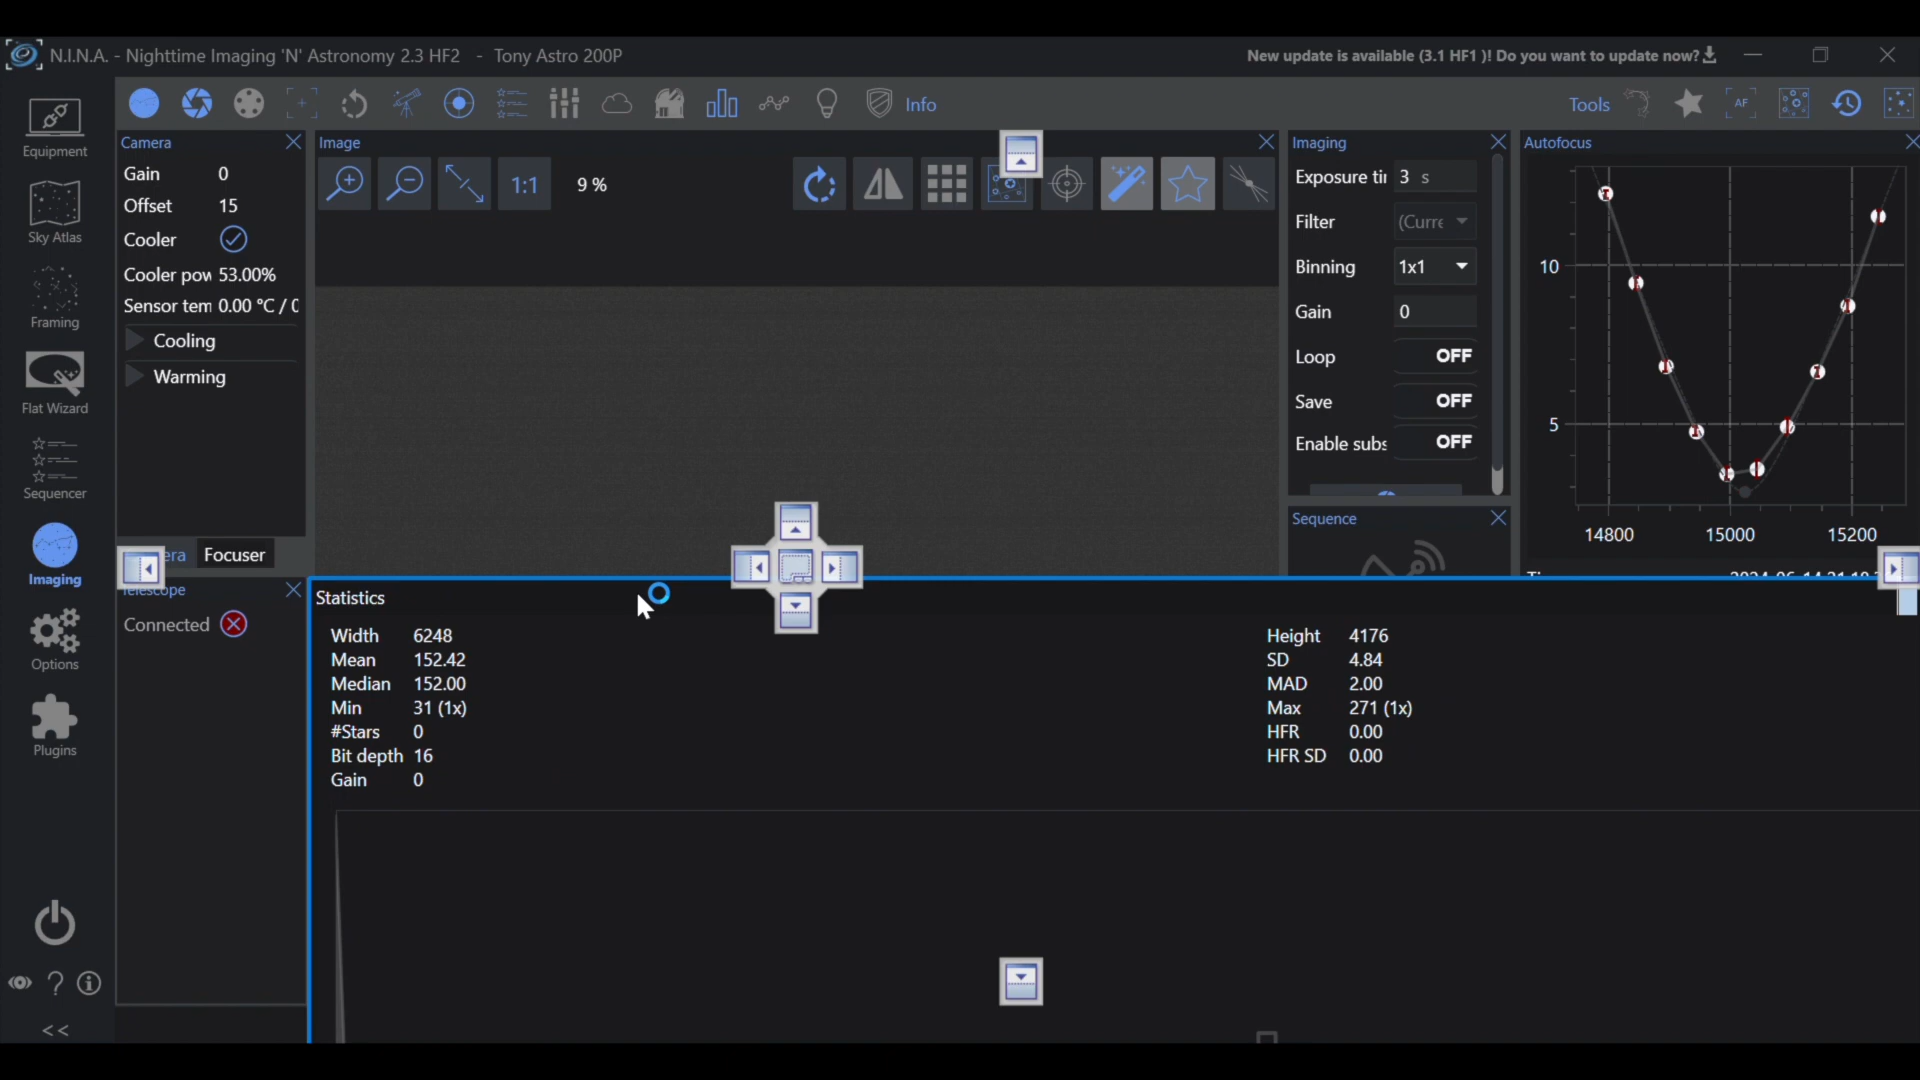 N.I.N.A. - Nighttime Imaging 'N' Astronomy 2.3 HF2 - Tony Astro 200P
New update is available (3.1 HF1 )! Do you want to update now?
Info
Tools
AF
Equipment
Sky Atlas
Framing
Flat Wizard
Sequencer
Imaging
Options
Plugins
<<
Camera
Gain 0
Offset 15
Cooler
Cooler pow 53.00%
Sensor tem 0.00 °C / 0
Cooling
Warming
era Focuser
Telescope
Connected
Image
1:1
9 %
Imaging
Exposure tir 3 s
Filter (Curre
Binning 1x1
Gain 0
Loop OFF
Save OFF
Enable subs OFF
Sequence
Autofocus
10
5
14800 15000 15200
Statistics
Width 6248
Mean 152.42
Median 152.00
Min 31 (1x)
#Stars 0
Bit depth 16
Gain 0
Height 4176
SD 4.84
MAD 2.00
Max 271 (1x)
HFR 0.00
HFR SD 0.00